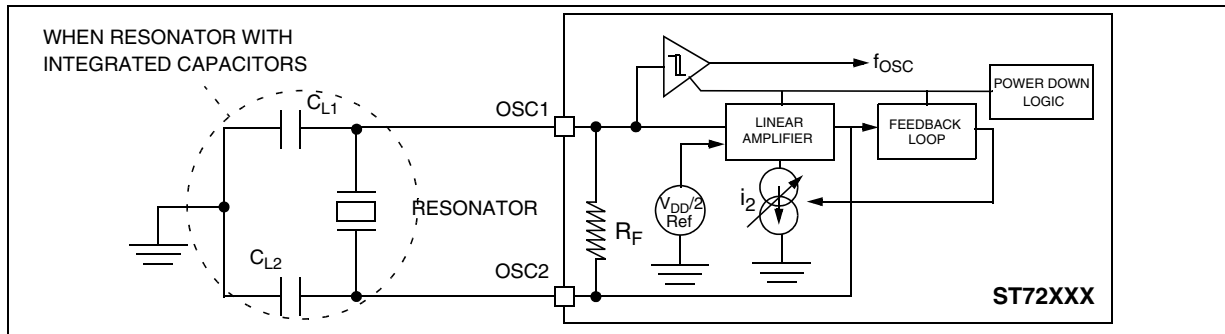 WHEN RESONATOR WITH
INTEGRATED CAPACITORS
CL1
OSC1
fOSC
POWER DOWN
LOGIC
LINEAR
AMPLIFIER
FEEDBACK
LOOP
RESONATOR
RF
VDD/2
Ref
i2
CL2
OSC2
ST72XXX